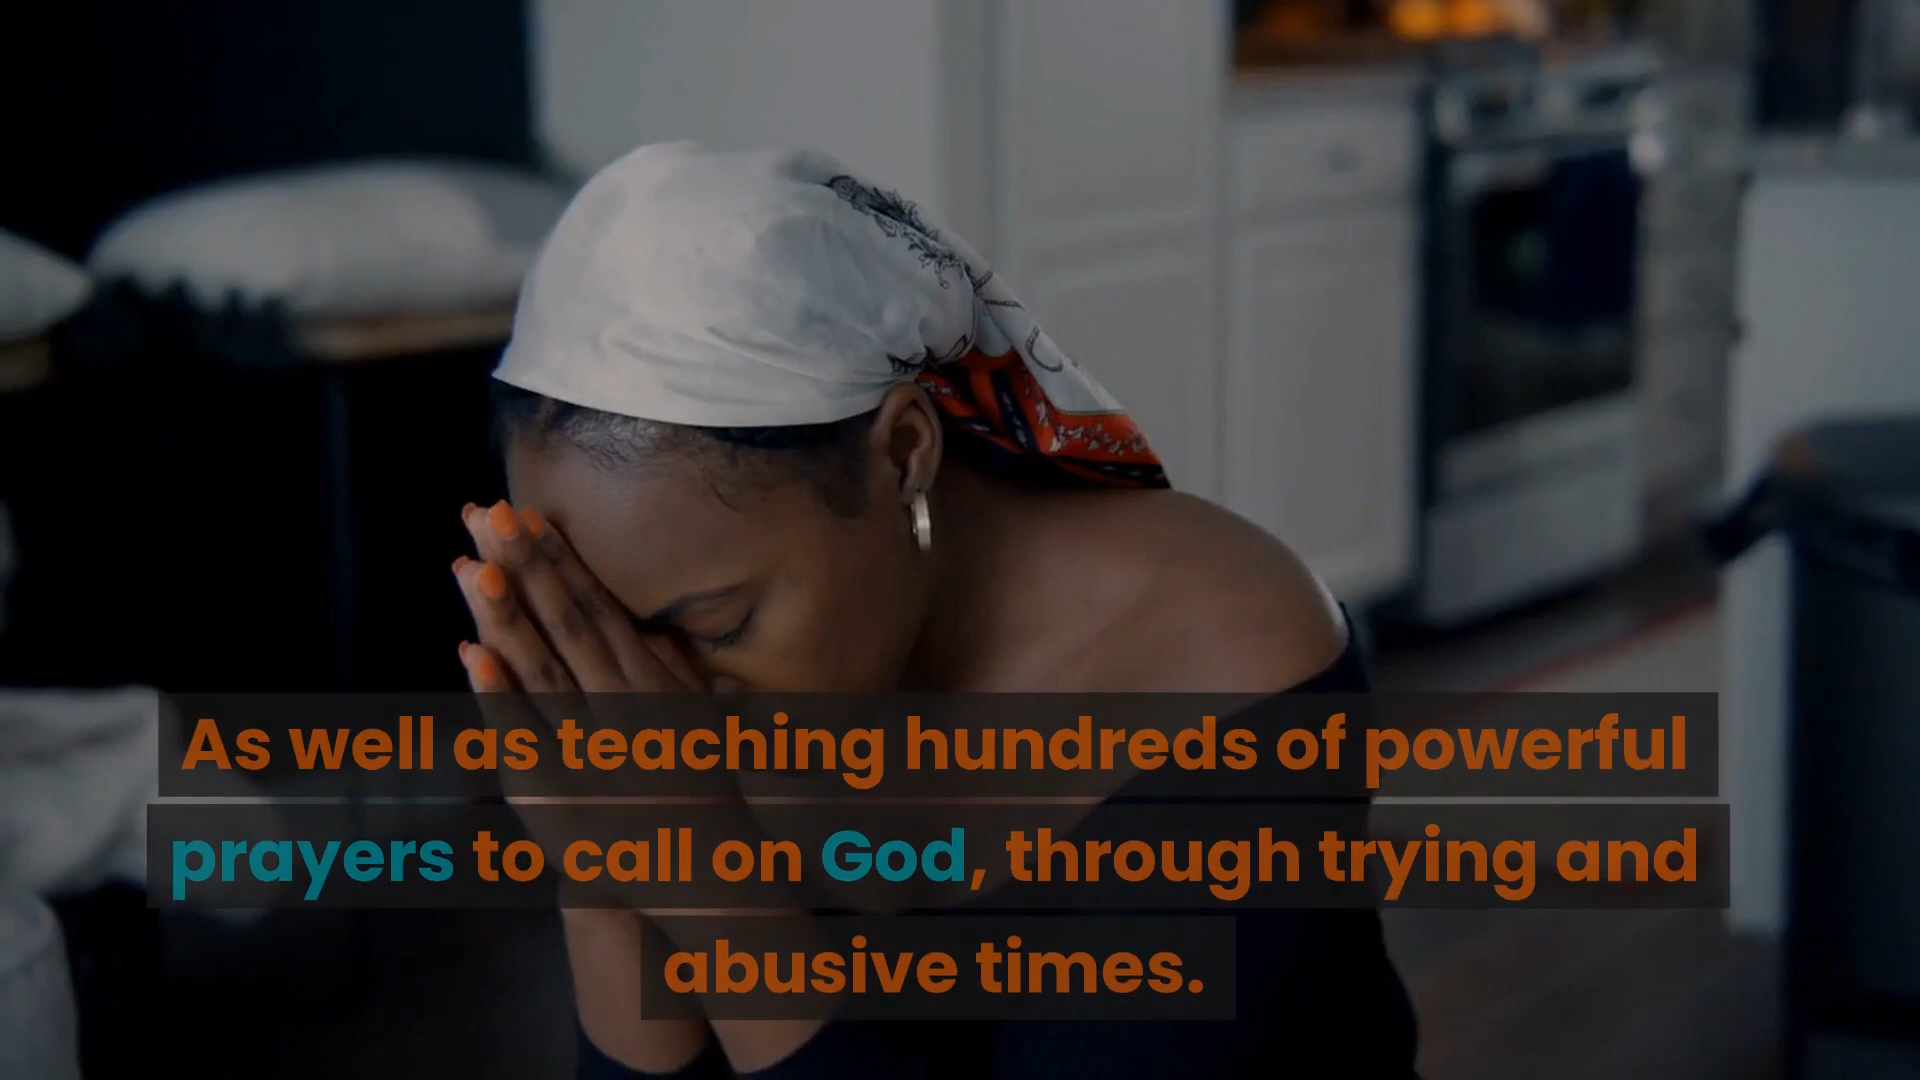 As well as teaching hundreds of powerful
prayers to call on God, through trying and
abusive times.